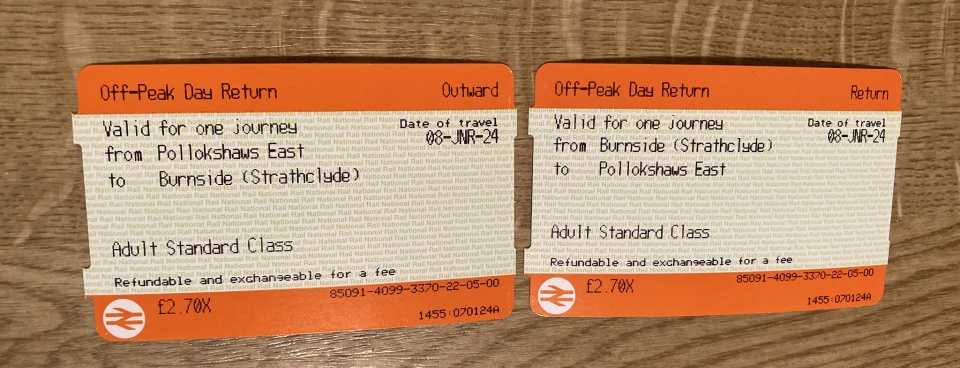 Off-Peak Day Return Outward
Valid for one journey Date of travel
08-JNR-24
from Pollokshaws East
to Burnside (Strathclyde)
Adult Standard Class
Refundable and exchangeable for a fee
85091-4099-3370-22-05-00
£2.70X
1455:070124A
Off-Peak Day Return Return
Valid for one journey Date of travel
08-JNR-24
from Burnside (Strathclyde)
to Pollokshaws East
Adult Standard Class
Refundable and exchangeable for a fee
85091-4099-3370-22-05-00
£2.70X
1455:070124A